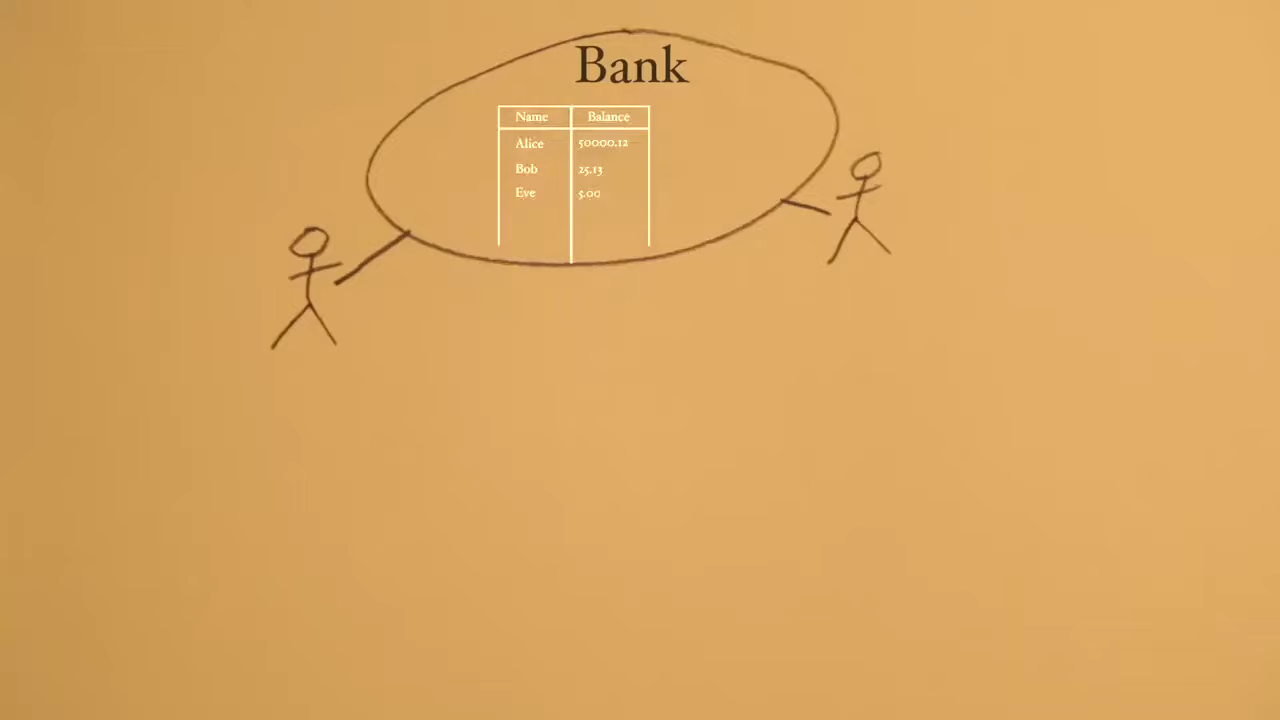 Bank
Name Balance
Alice 50000.12
Bob 25.13
Eve 5.00